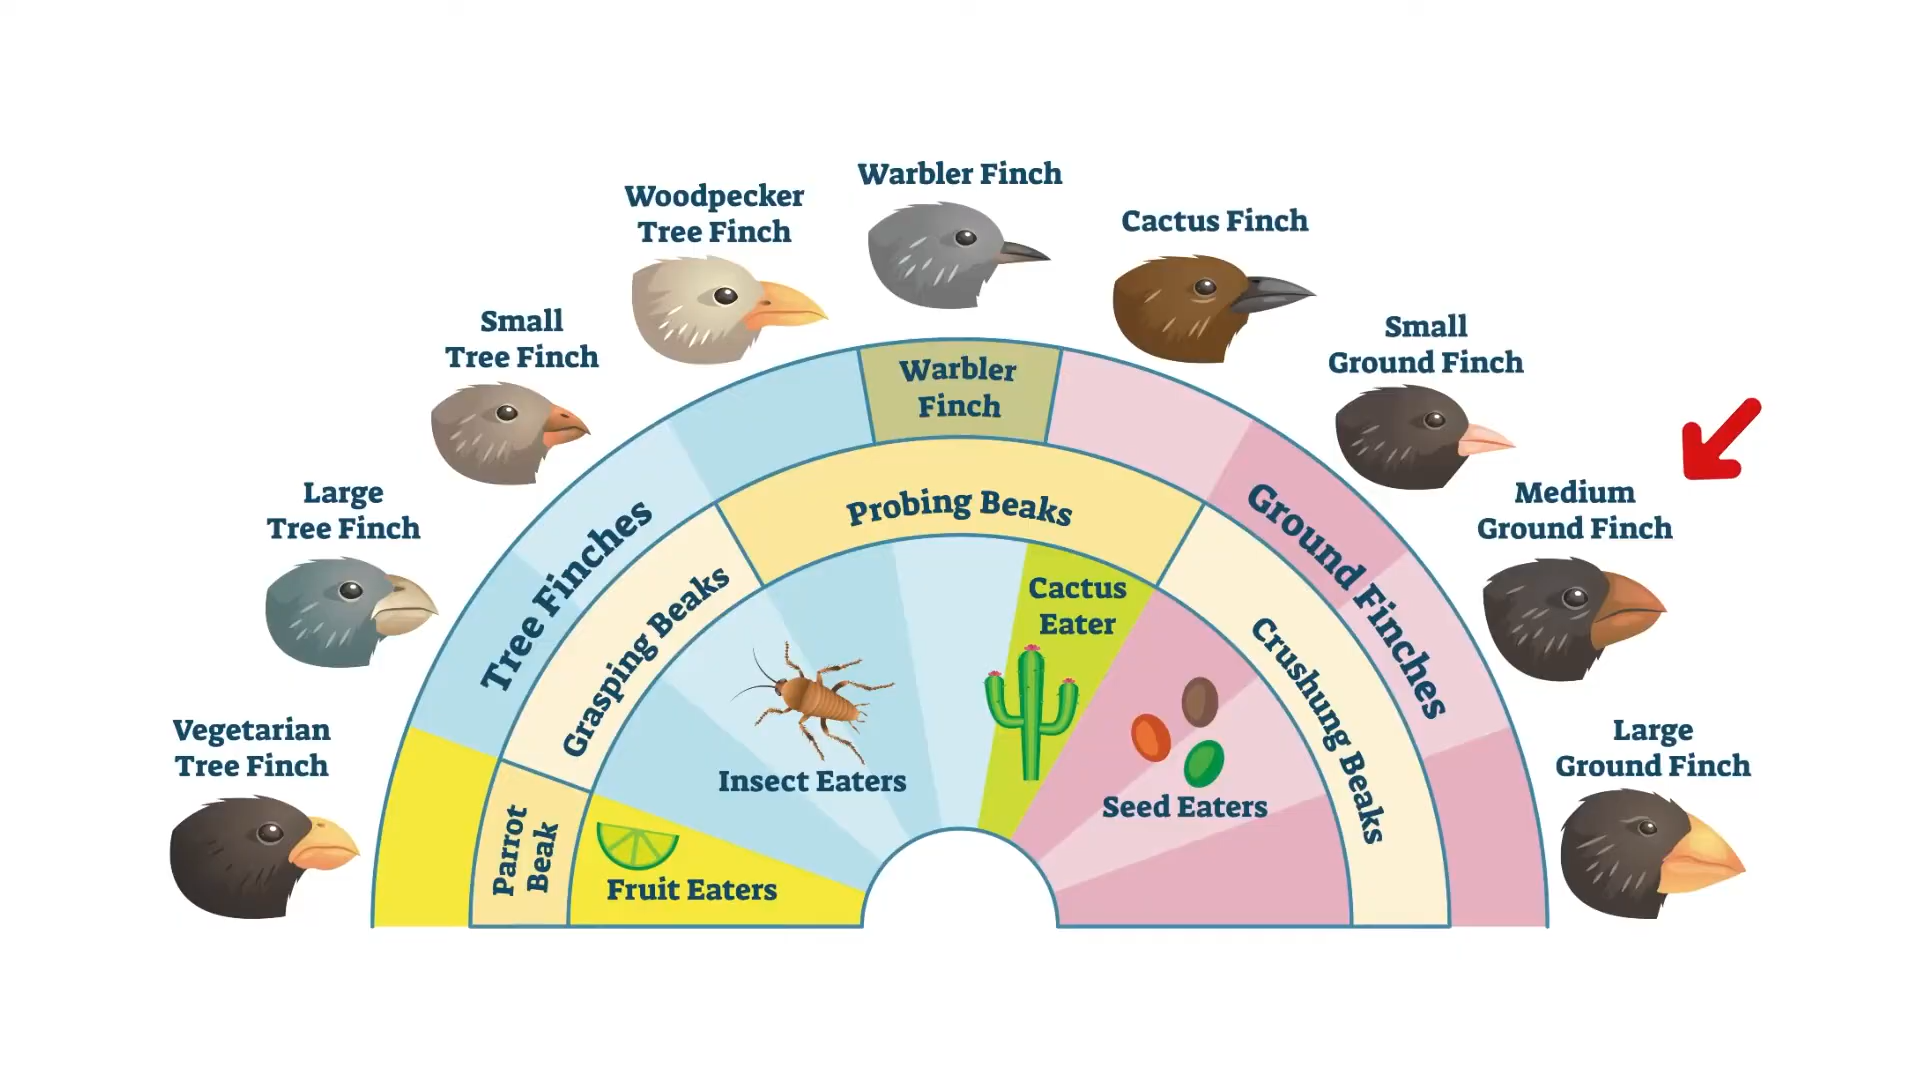 Warbler Finch
Woodpecker
Tree Finch
Cactus Finch
Small
Tree Finch
Small
Ground Finch
Large
Tree Finch
Medium
Ground Finch
Vegetarian
Tree Finch
Large
Ground Finch
Warbler
Finch
Tree Finches
Ground Finches
Probing Beaks
Grasping Beaks
Crushung Beaks
Parrot
Beak
Cactus
Eater
Insect Eaters
Seed Eaters
Fruit Eaters